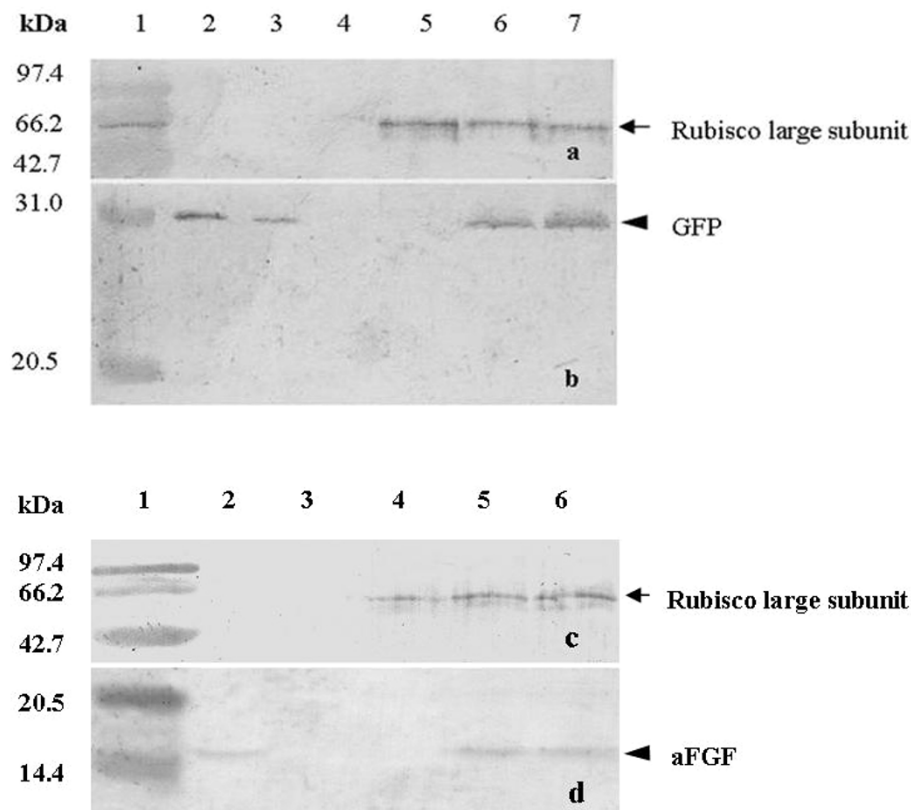 kDa 1 2 3 4 5 6 7
97.4
66.2
Rubisco large subunit
42.7
a
31.0
GFP
20.5
b
kDa 1 2 3 4 5 6
97.4
66.2
Rubisco large subunit
42.7
c
20.5
aFGF
14.4
d